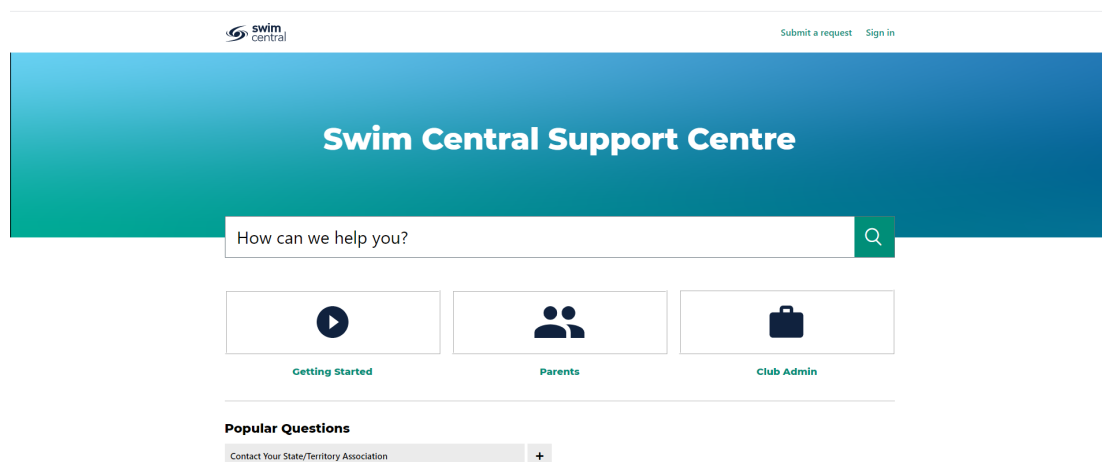 swim
central
Submit a request Sign in
Swim Central Support Centre
How can we help you?
Getting Started Parents Club Admin
Popular Questions
Contact Your State/Territory Association +